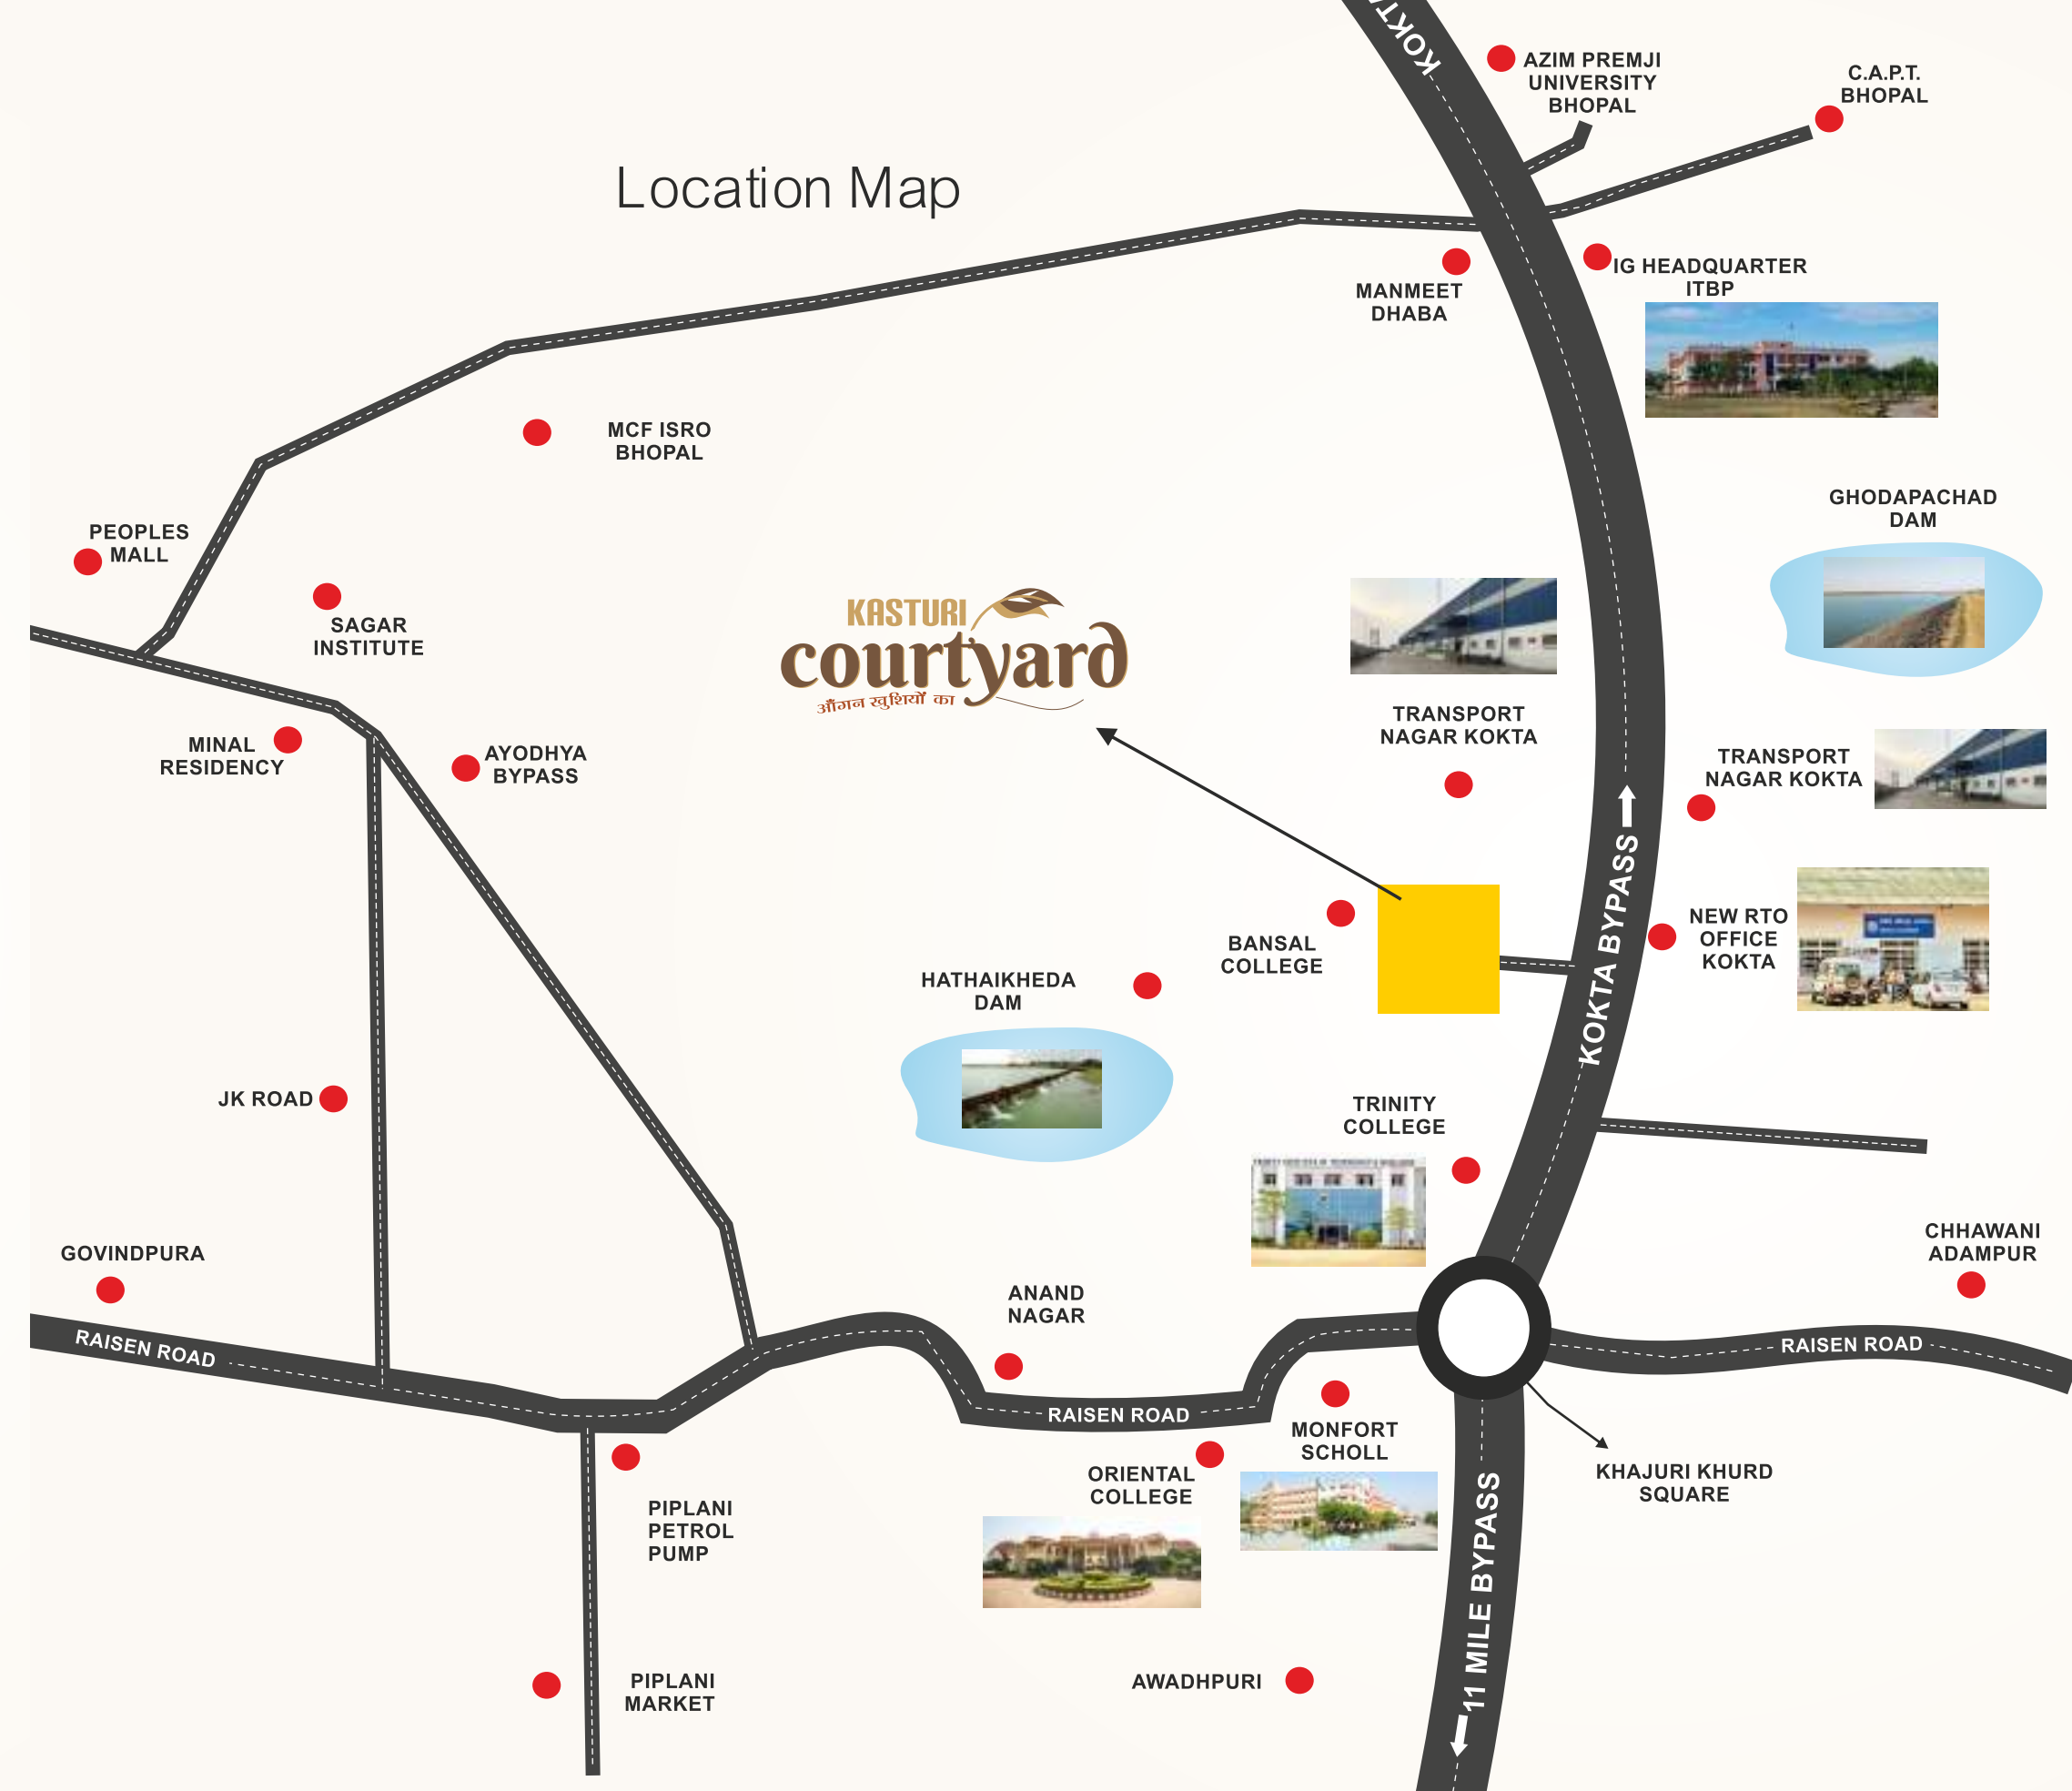 KOKTA
AZIM PREMJI
UNIVERSITY
BHOPAL
C.A.P.T.
BHOPAL
Location Map
MANMEET
DHABA
IG HEADQUARTER
ITBP
MCF ISRO
BHOPAL
PEOPLES
MALL
GHODAPACHAD
DAM
SAGAR
INSTITUTE
KASTURI
courtyard
आँगन खुशियों का
MINAL
RESIDENCY
AYODHYA
BYPASS
TRANSPORT
NAGAR KOKTA
TRANSPORT
NAGAR KOKTA
KOKTA BYPASS
BANSAL
COLLEGE
NEW RTO
OFFICE
KOKTA
HATHAIKHEDA
DAM
JK ROAD
TRINITY
COLLEGE
GOVINDPURA
CHHAWANI
ADAMPUR
ANAND
NAGAR
RAISEN ROAD
RAISEN ROAD
RAISEN ROAD
MONFORT
SCHOLL
ORIENTAL
COLLEGE
KHAJURI KHURD
SQUARE
PIPLANI
PETROL
PUMP
11 MILE BYPASS
PIPLANI
MARKET
AWADHPURI